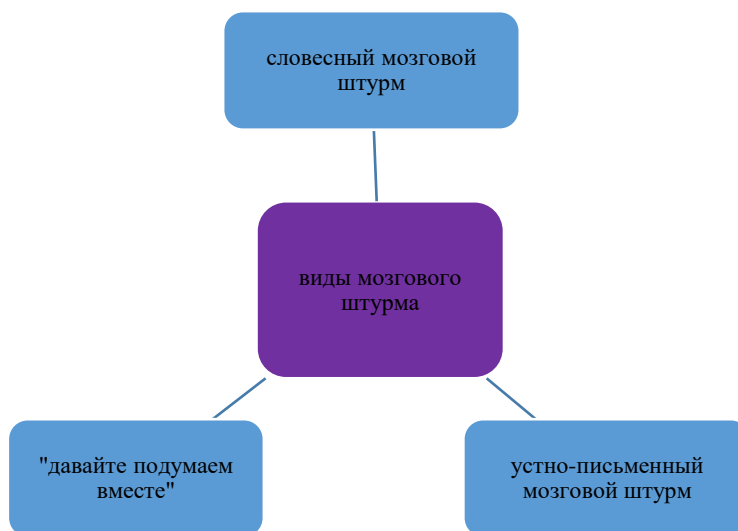 словесный мозговой
штурм
виды мозгового
штурма
"давайте подумаем
вместе"
устно-письменный
мозговой штурм